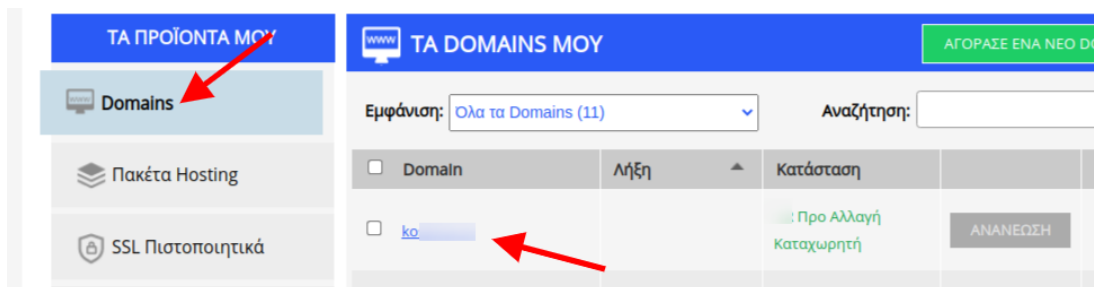 ΤΑ ΠΡΟΪΟΝΤΑ ΜΟΥ
Domains
Πακέτα Hosting
SSL Πιστοποιητικά
www ΤΑ DOMAINS ΜΟΥ
ΑΓΟΡΑΣΕ ΕΝΑ ΝΕΟ
Εμφάνιση: Όλα τα Domains (11)
Αναζήτηση:
Domain Λήξη Κατάσταση
ko
Προ Αλλαγή
Καταχωρητή
ΑΝΑΝΕΩΣΗ